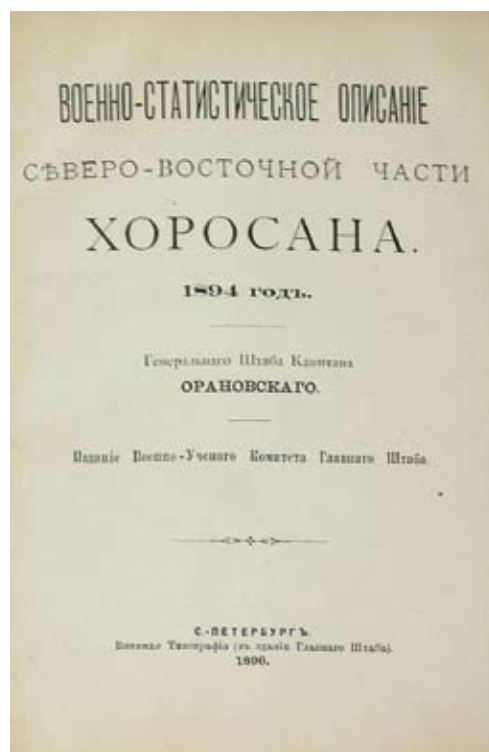 ВОЕННО-СТАТИСТИЧЕСКОЕ ОПИСАНІЕ
СѢВЕРО-ВОСТОЧНОЙ ЧАСТИ
ХОРОСАНА.
1894 годъ.
Генеральнаго Штаба Капитана
ОРАНОВСКАГО.
Изданіе Военно-Ученаго Комитета Главнаго Штаба.
С.-ПЕТЕРБУРГЪ.
Военная Типографія (въ зданіи Главнаго Штаба).
1896.